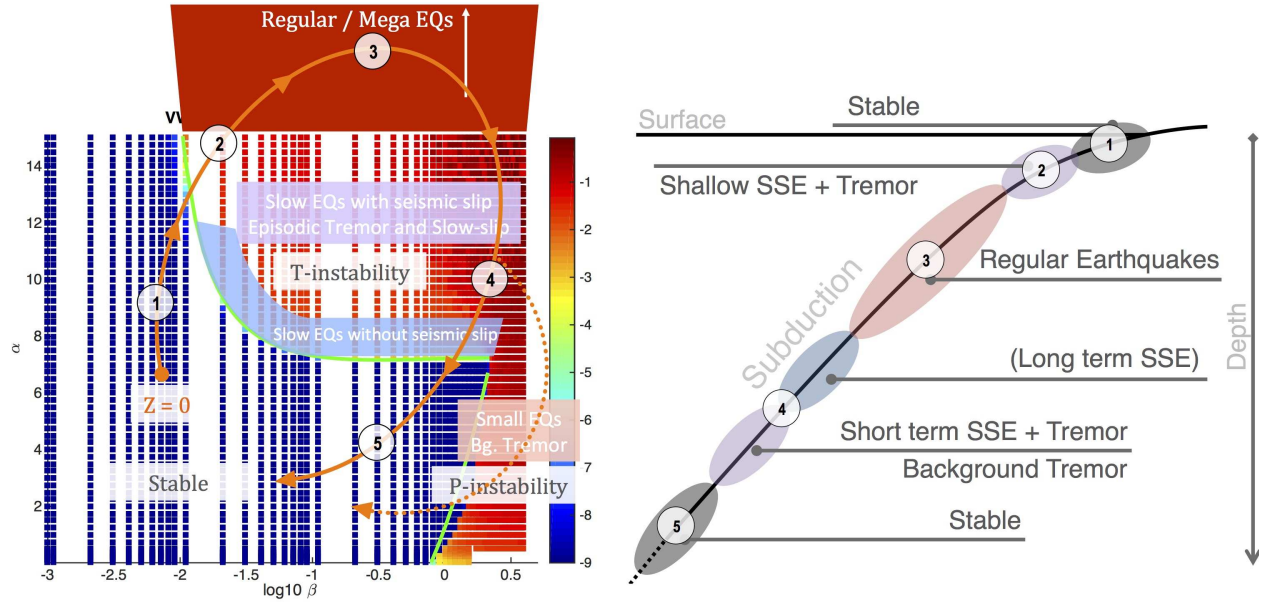 Regular / Mega EQs
3
2
14
12
10
8
6
4
2
α
Slow EQs with seismic slip
Episodic Tremor and Slow-slip
T-instability
4
1
Slow EQs without seismic slip
Z = 0
Small EQs
Bg. Tremor
5
Stable
P-instability
-3
-2.5
-2
-1.5
-1
-0.5
0
0.5
log10 β
-1
-2
-3
-4
-5
-6
7
-8
-9
Surface
Stable
1
2
Shallow SSE + Tremor
3
Regular Earthquakes
Subduction
(Long term SSE)
Depth
4
Short term SSE + Tremor
Background Tremor
5
Stable